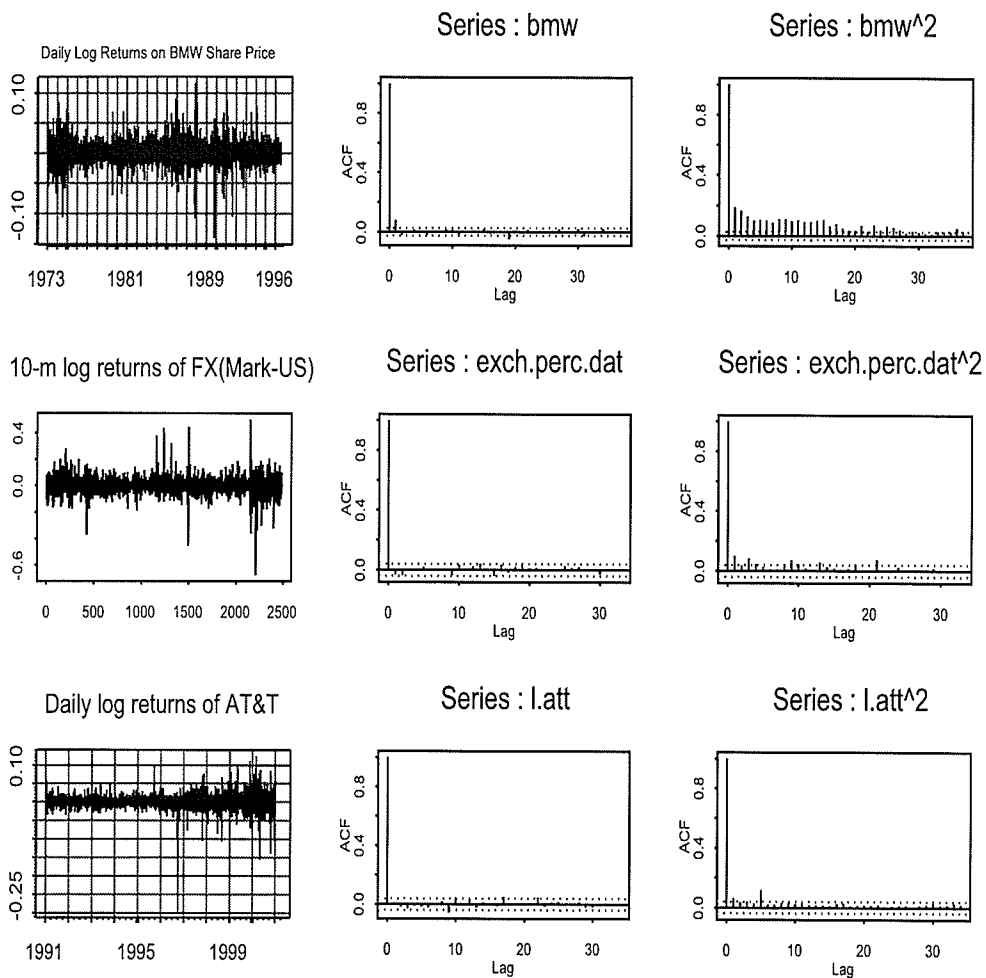 Series : bmw
Series : bmw^2
Daily Log Returns on BMW Share Price
0.10
-0.10
1973 1981 1989 1996
ACF
0.8
0.4
0.0
0 10 20 30
Lag
ACF
0.8
0.4
0.0
0 10 20 30
Lag
10-m log returns of FX(Mark-US)
Series : exch.perc.dat
Series : exch.perc.dat^2
0.4
0.0
-0.6
0 500 1000 1500 2000 2500
ACF
0.8
0.4
0.0
0 10 20 30
Lag
ACF
0.8
0.4
0.0
0 10 20 30
Lag
Daily log returns of AT&T
Series : l.att
Series : l.att^2
0.10
-0.25
1991 1995 1999
ACF
0.8
0.4
0.0
0 10 20 30
Lag
ACF
0.8
0.4
0.0
0 10 20 30
Lag